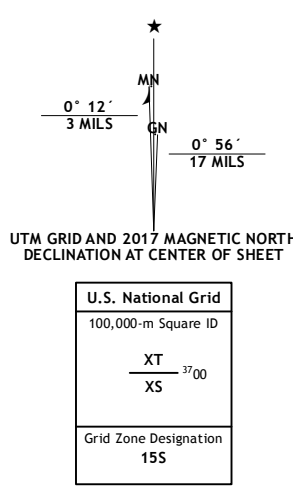 ★
MN
0° 12´
3 MILS
GN
0° 56´
17 MILS
UTM GRID AND 2017 MAGNETIC NORTH
DECLINATION AT CENTER OF SHEET
U.S. National Grid
100,000-m Square ID
XT
3700
XS
Grid Zone Designation
15S